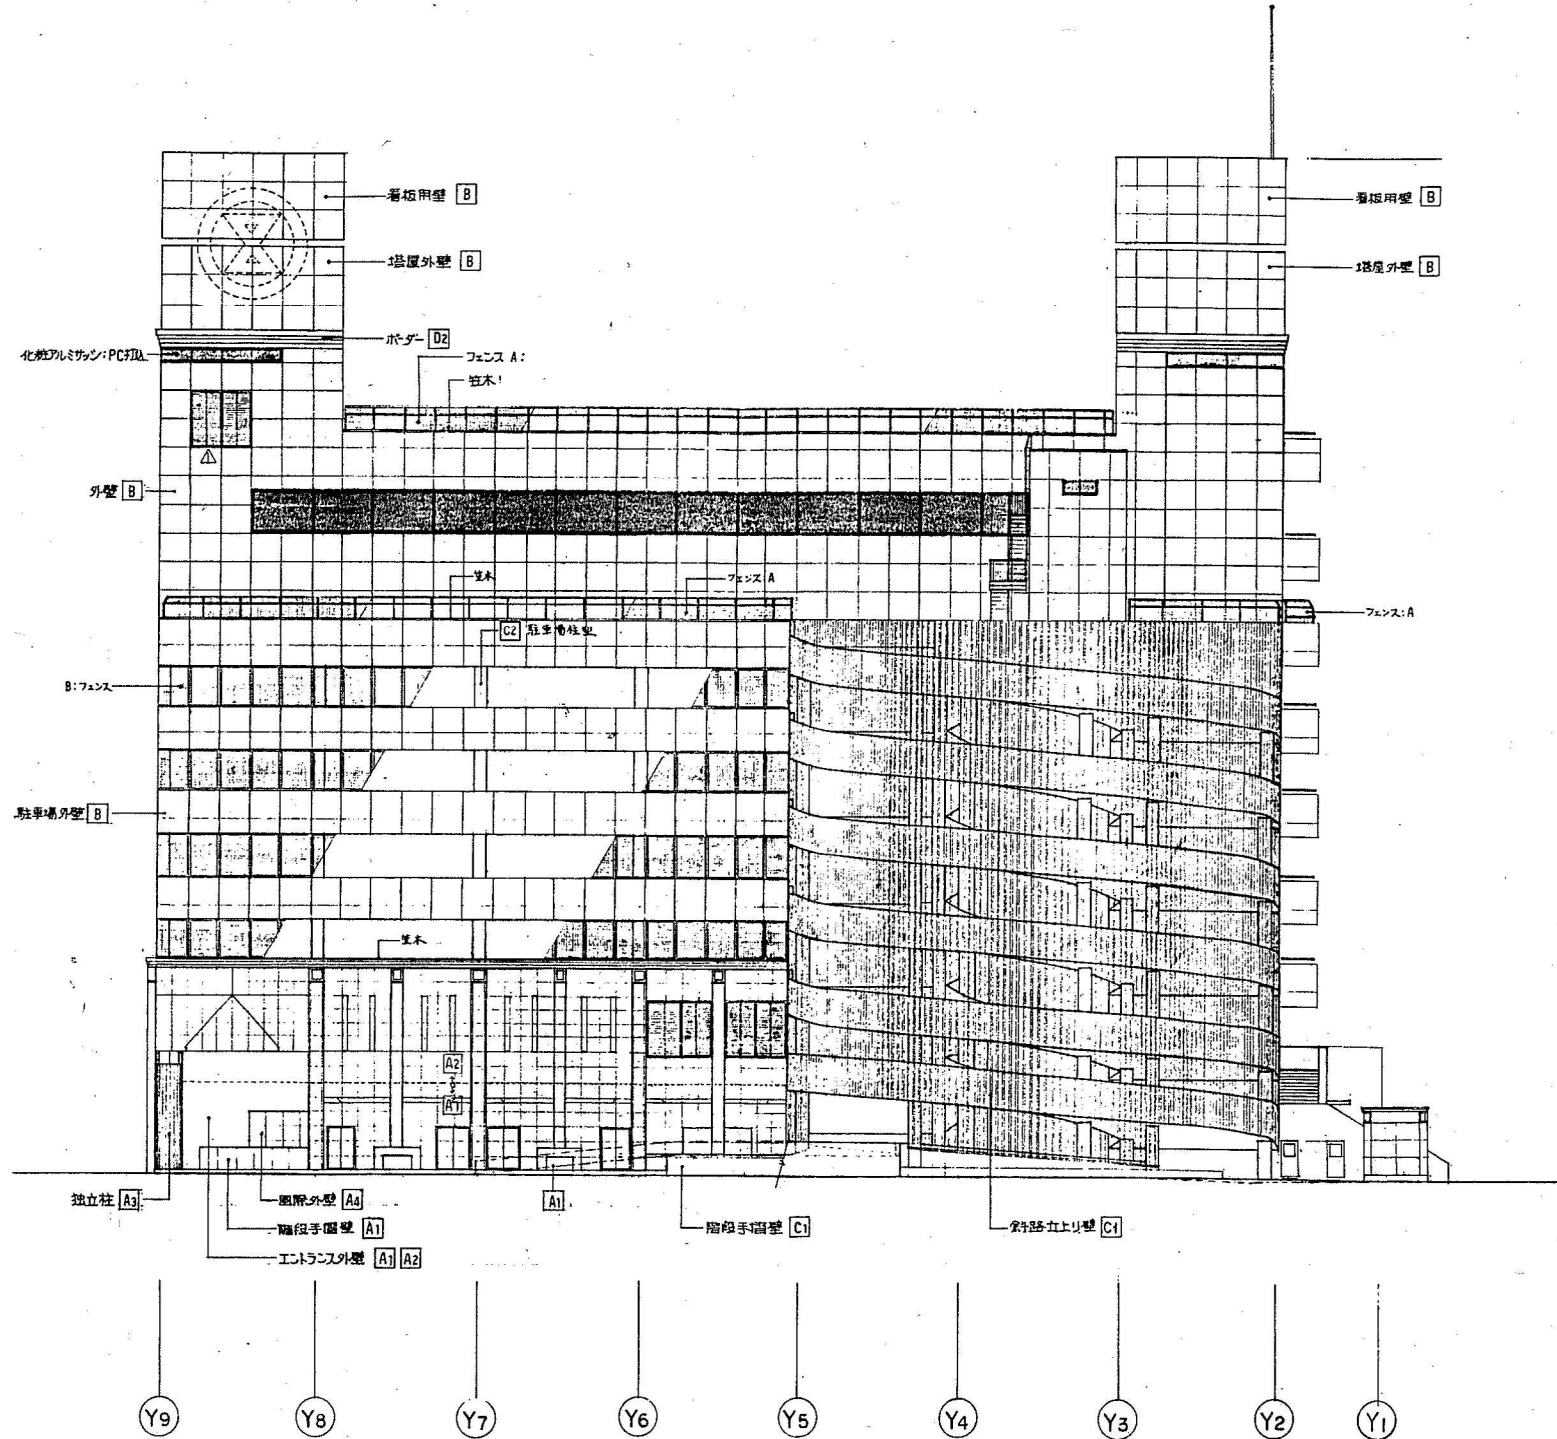 看板用壁 B
看板用壁 B
塔屋外壁 B
塔屋外壁 B
ボーダー D2
化粧アルミサッシ:PC打込
フェンス A:
笠木:
外壁 B
笠木
フェンス:A
フェンス:A
C2 駐車場柱型
B:フェンス
駐車場外壁 B
笠木
A2
A1
独立柱 A3
風除外壁 A4
A1
階段手摺壁 A1
階段手摺壁 C1
斜路立上り壁 C1
エントランス外壁 A1 A2
Y9 Y8 Y7 Y6 Y5 Y4 Y3 Y2 Y1